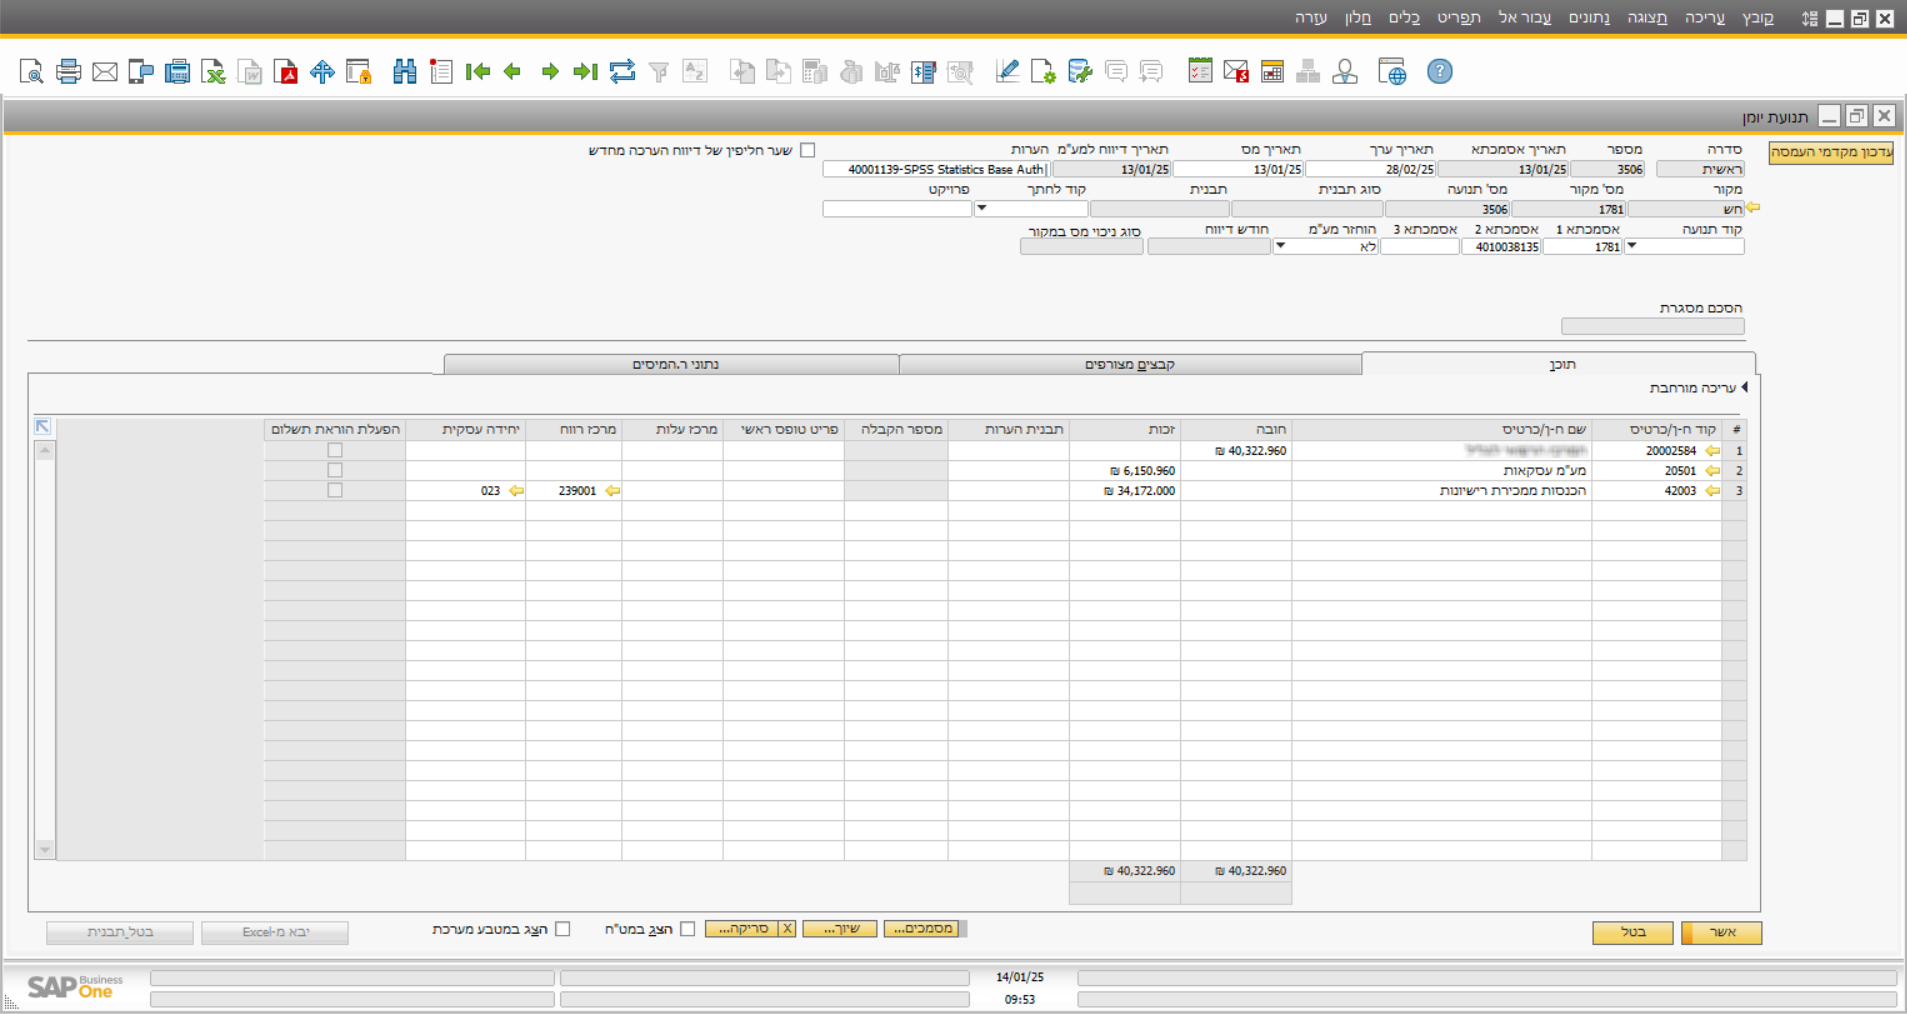 קובץ עריכה תצוגה נתונים עבור אל תפריט כלים חלון עזרה
תנועת יומן
עדכון מקדמי העמסה
סדרה מספר תאריך אסמכתא תאריך ערך תאריך מס תאריך דיווח למע"מ הערות
שער חליפין של דיווח הערכה מחדש
ראשית 3506 13/01/25 28/02/25 13/01/25 13/01/25 40001139-SPSS Statistics Base Auth
מקור מס' מקור מס' תנועה סוג תבנית תבנית קוד לחתך פרויקט
חש 1781 3506
קוד תנועה אסמכתא 1 אסמכתא 2 אסמכתא 3 הוחזר מע"מ חודש דיווח סוג ניכוי מס במקור
1781 4010038135 לא
הסכם מסגרת
תוכן קבצים מצורפים נתוני ר.המיסים
עריכה מורחבת
# קוד ח-ן/כרטיס שם ח-ן/כרטיס חובה זכות תבנית הערות מספר הקבלה פריט טופס ראשי מרכז עלות מרכז רווח יחידה עסקית הפעלת הוראת תשלום
1 20002584 40,322.960 ₪
2 20501 מע"מ עסקאות 6,150.960 ₪
3 42003 הכנסות ממכירת רישיונות 34,172.000 ₪ 239001 023
40,322.960 ₪ 40,322.960 ₪
אשר בטל מסמכים... שיוך... סריקה... X הצג במט"ח הצג במטבע מערכת יבא מ-Excel בטל תבנית
SAP Business One
14/01/25
09:53